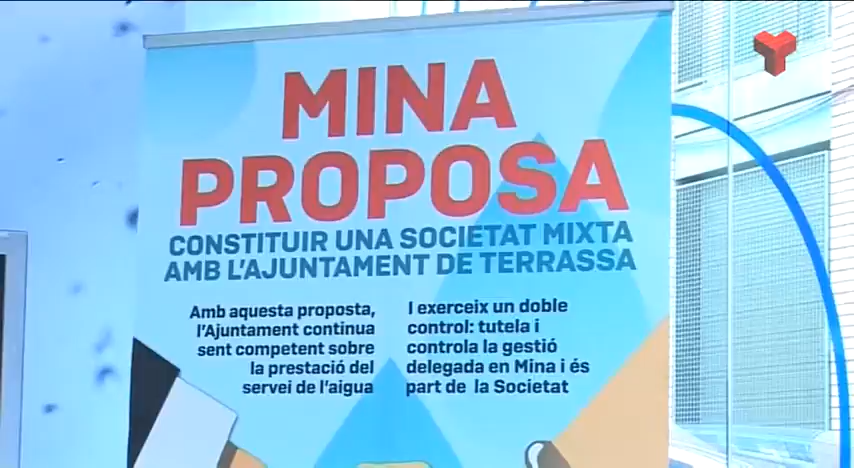 MINA
PROPOSA
CONSTITUIR UNA SOCIETAT MIXTA
AMB L'AJUNTAMENT DE TERRASSA
Amb aquesta proposta,
l'Ajuntament continua
sent competent sobre
la prestació del
servei de l'aigua
I exerceix un doble
control: tutela i
controla la gestió
delegada en Mina i és
part de la Societat